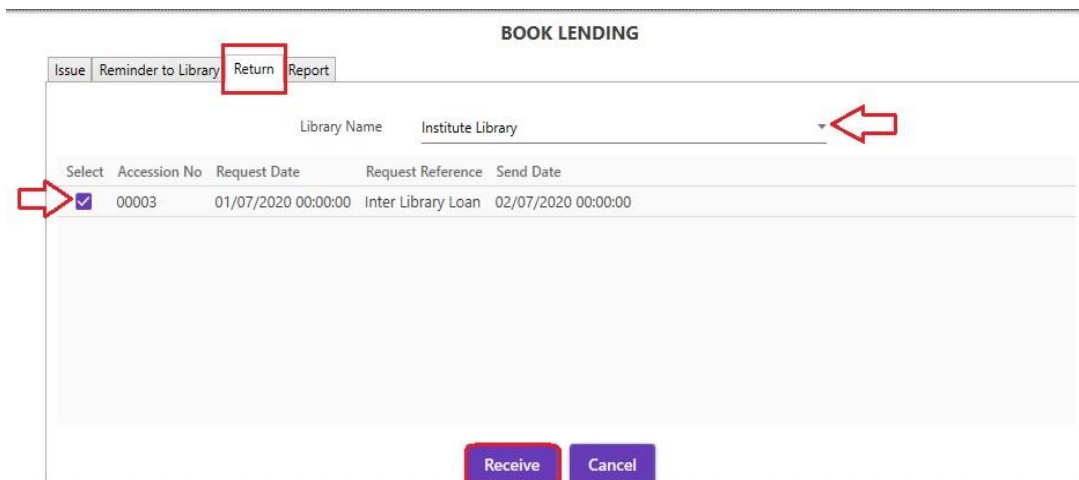 BOOK LENDING
Issue Reminder to Library Return Report
Library Name Institute Library
Select Accession No Request Date Request Reference Send Date
00003 01/07/2020 00:00:00 Inter Library Loan 02/07/2020 00:00:00
Receive Cancel